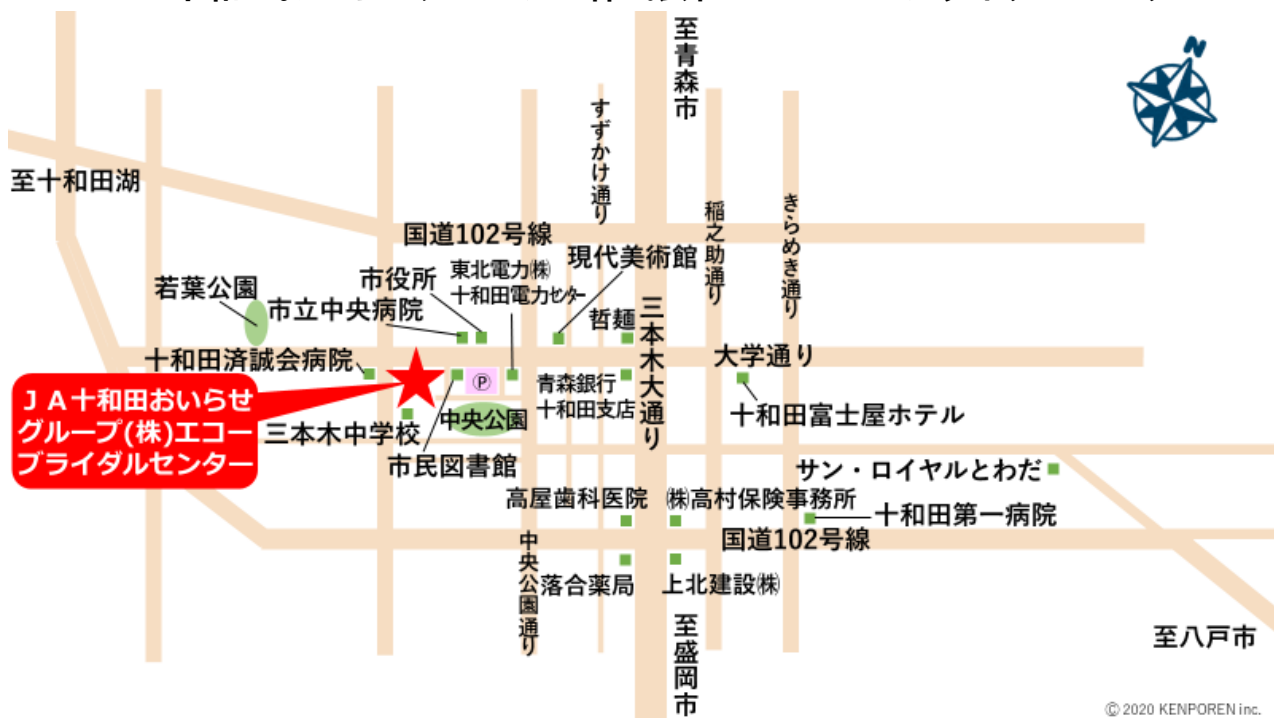 至青森市
N
すずかけ通り
至十和田湖
稲之助通り
きらめき通り
国道102号線
現代美術館
東北電力㈱
十和田電力ｾﾝﾀｰ
市役所
若葉公園
市立中央病院
哲麺
三本木大通り
十和田済誠会病院
大学通り
Ⓟ
青森銀行
十和田支店
ＪＡ十和田おいらせ
グループ(株)エコー
ブライダルセンター
中央公園
十和田富士屋ホテル
三本木中学校
市民図書館
サン・ロイヤルとわだ
高屋歯科医院
㈱高村保険事務所
十和田第一病院
国道102号線
中央公園通り
落合薬局
上北建設㈱
至盛岡市
至八戸市
© 2020 KENPOREN inc.